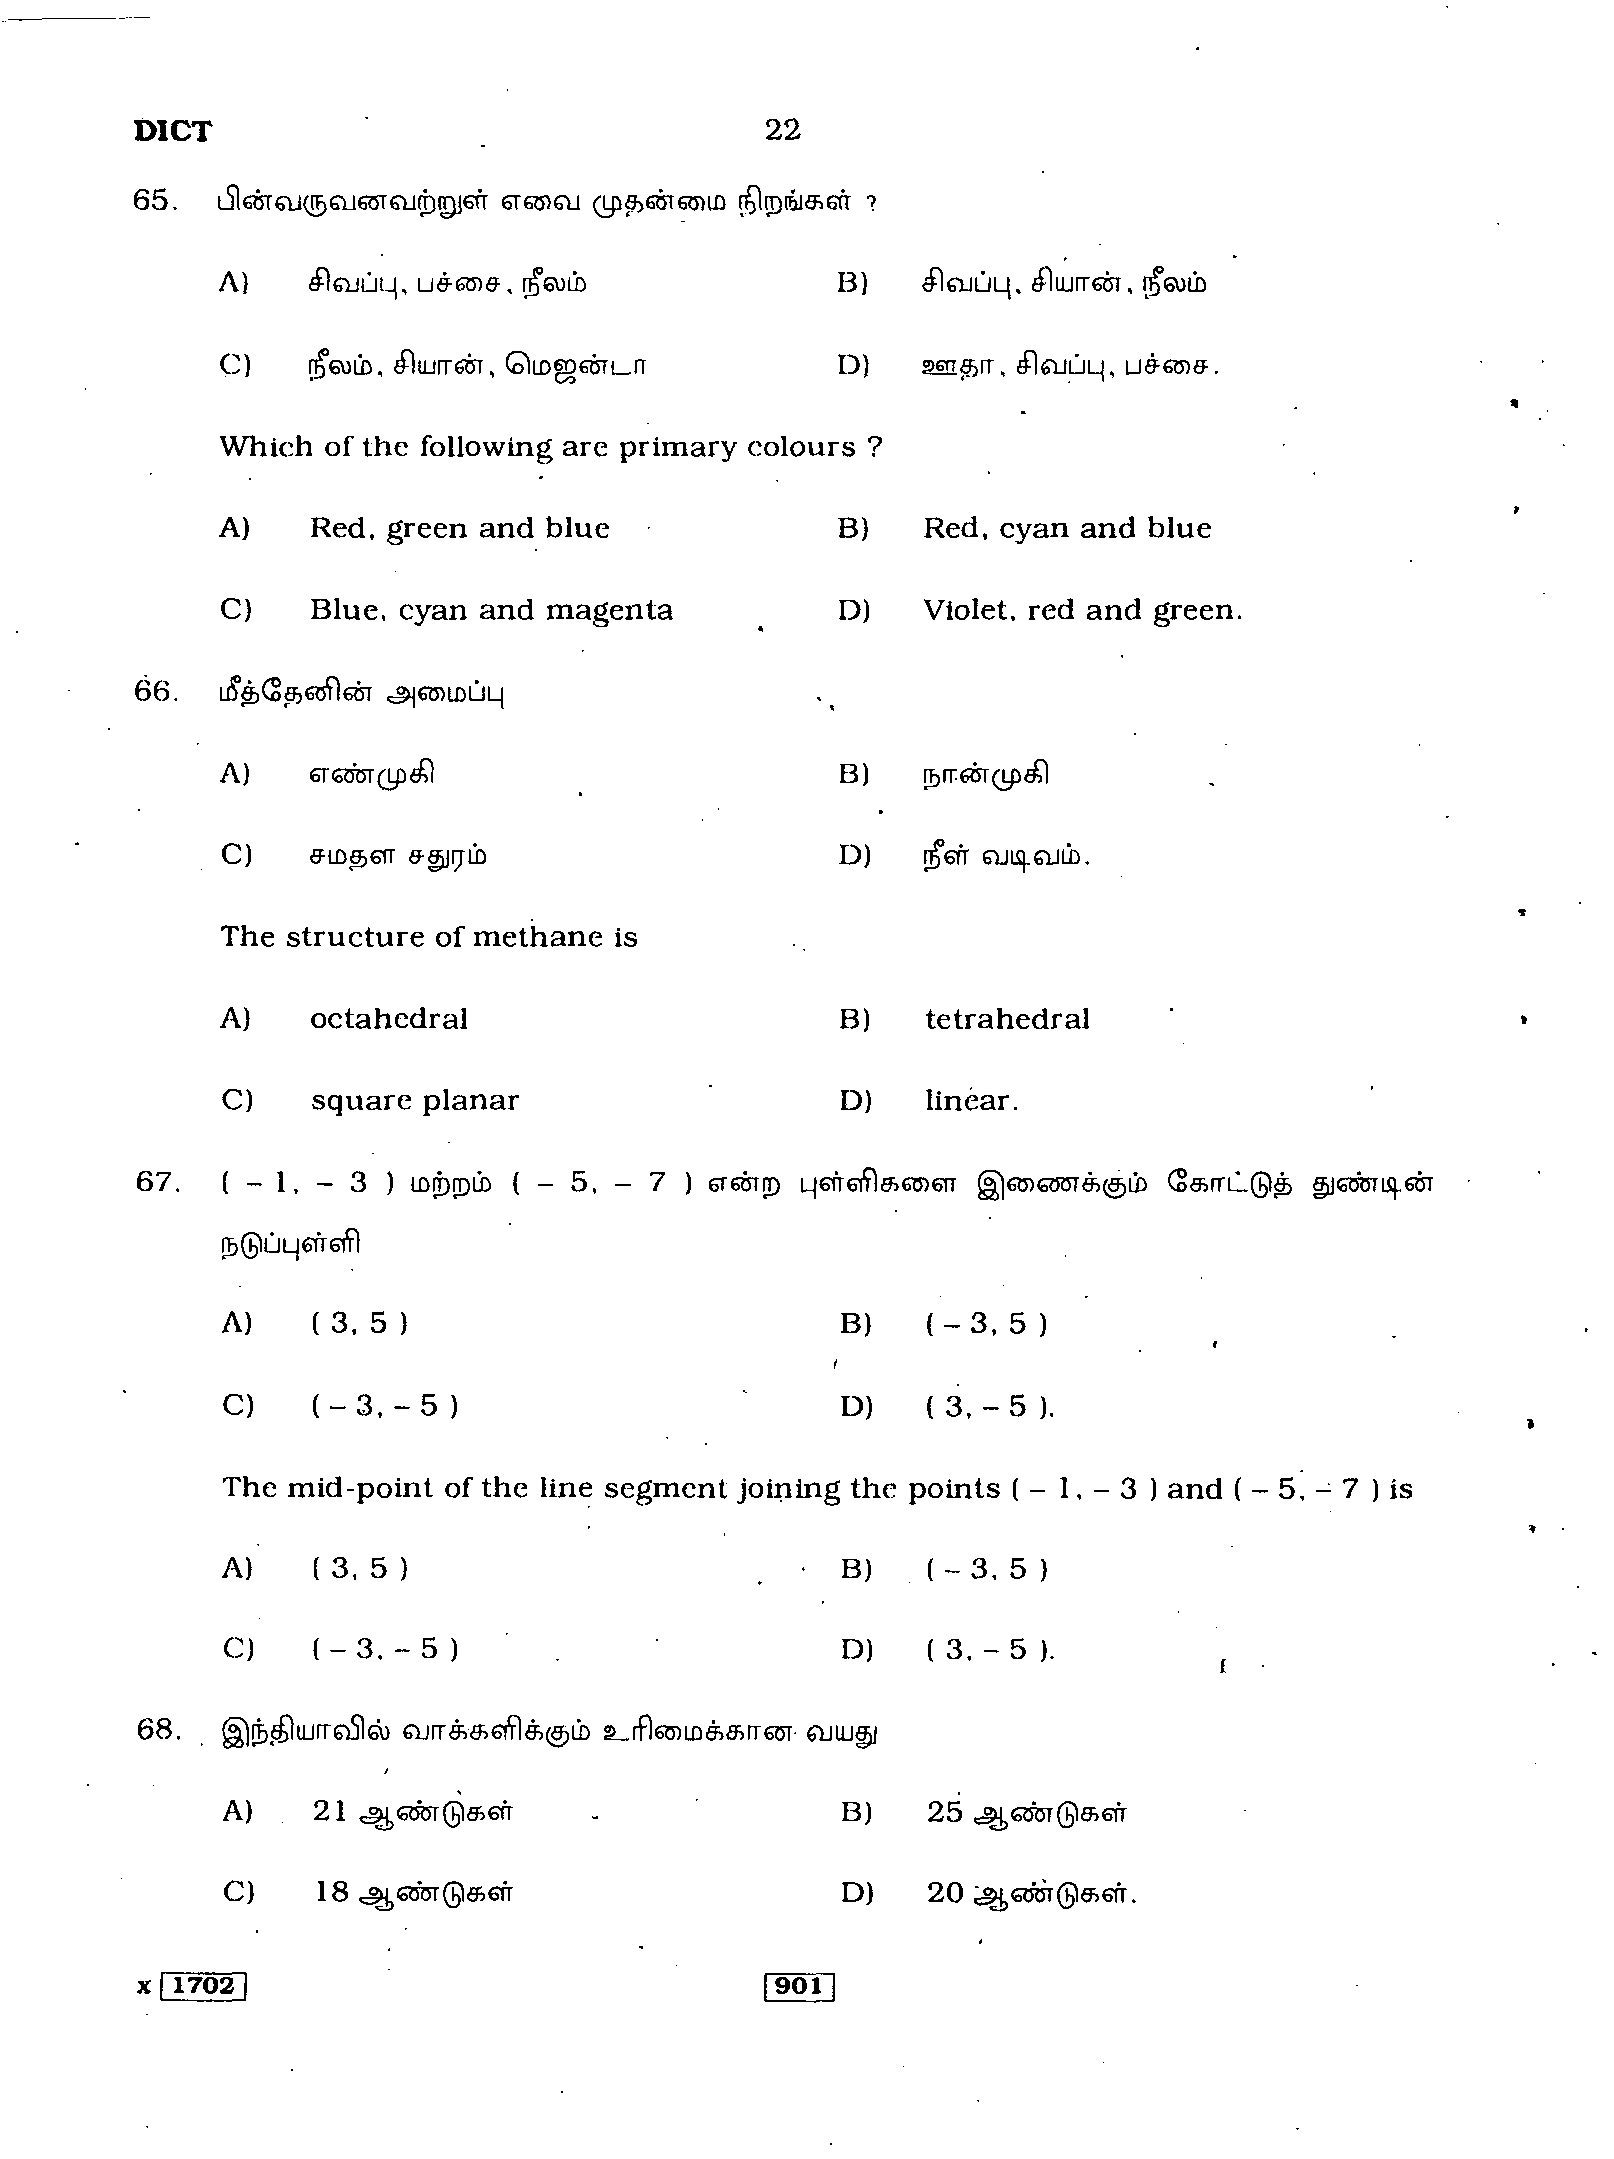 DICT 22
65. பின்வருவனவற்றுள் எவை முதன்மை நிறங்கள் ?
A) சிவப்பு, பச்சை, நீலம் B) சிவப்பு, சியான், நீலம்
C) நீலம், சியான், மெஜன்டா D) ஊதா, சிவப்பு, பச்சை.
Which of the following are primary colours ?
A) Red, green and blue B) Red, cyan and blue
C) Blue, cyan and magenta D) Violet, red and green.
66. மீத்தேனின் அமைப்பு
A) எண்முகி B) நான்முகி
C) சமதள சதுரம் D) நீள் வடிவம்.
The structure of methane is
A) octahedral B) tetrahedral
C) square planar D) linear.
67. ( – 1, – 3 ) மற்றம் ( – 5, – 7 ) என்ற புள்ளிகளை இணைக்கும் கோட்டுத் துண்டின்
நடுப்புள்ளி
A) ( 3, 5 ) B) ( – 3, 5 )
C) ( – 3, – 5 ) D) ( 3, – 5 ).
The mid-point of the line segment joining the points ( – 1, – 3 ) and ( – 5, – 7 ) is
A) ( 3, 5 ) B) ( – 3, 5 )
C) ( – 3, – 5 ) D) ( 3, – 5 ).
68. இந்தியாவில் வாக்களிக்கும் உரிமைக்கான வயது
A) 21 ஆண்டுகள் B) 25 ஆண்டுகள்
C) 18 ஆண்டுகள் D) 20 ஆண்டுகள்.
x 1702 901